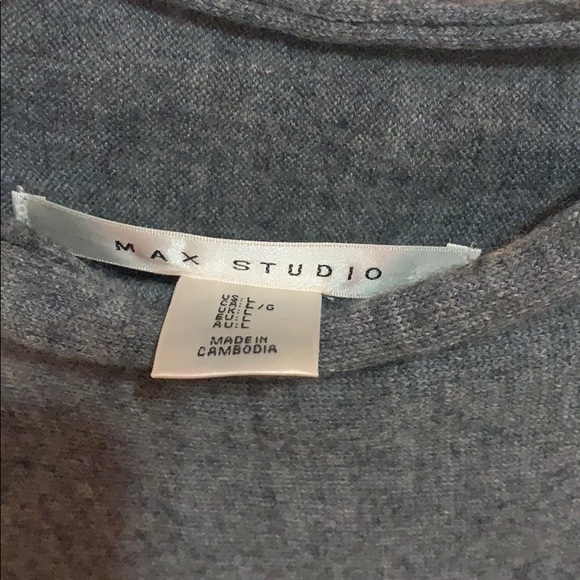 MAX STUDIO
US: L
CA: L/G
UK: L
EU: L
AU: L
MADE IN
CAMBODIA